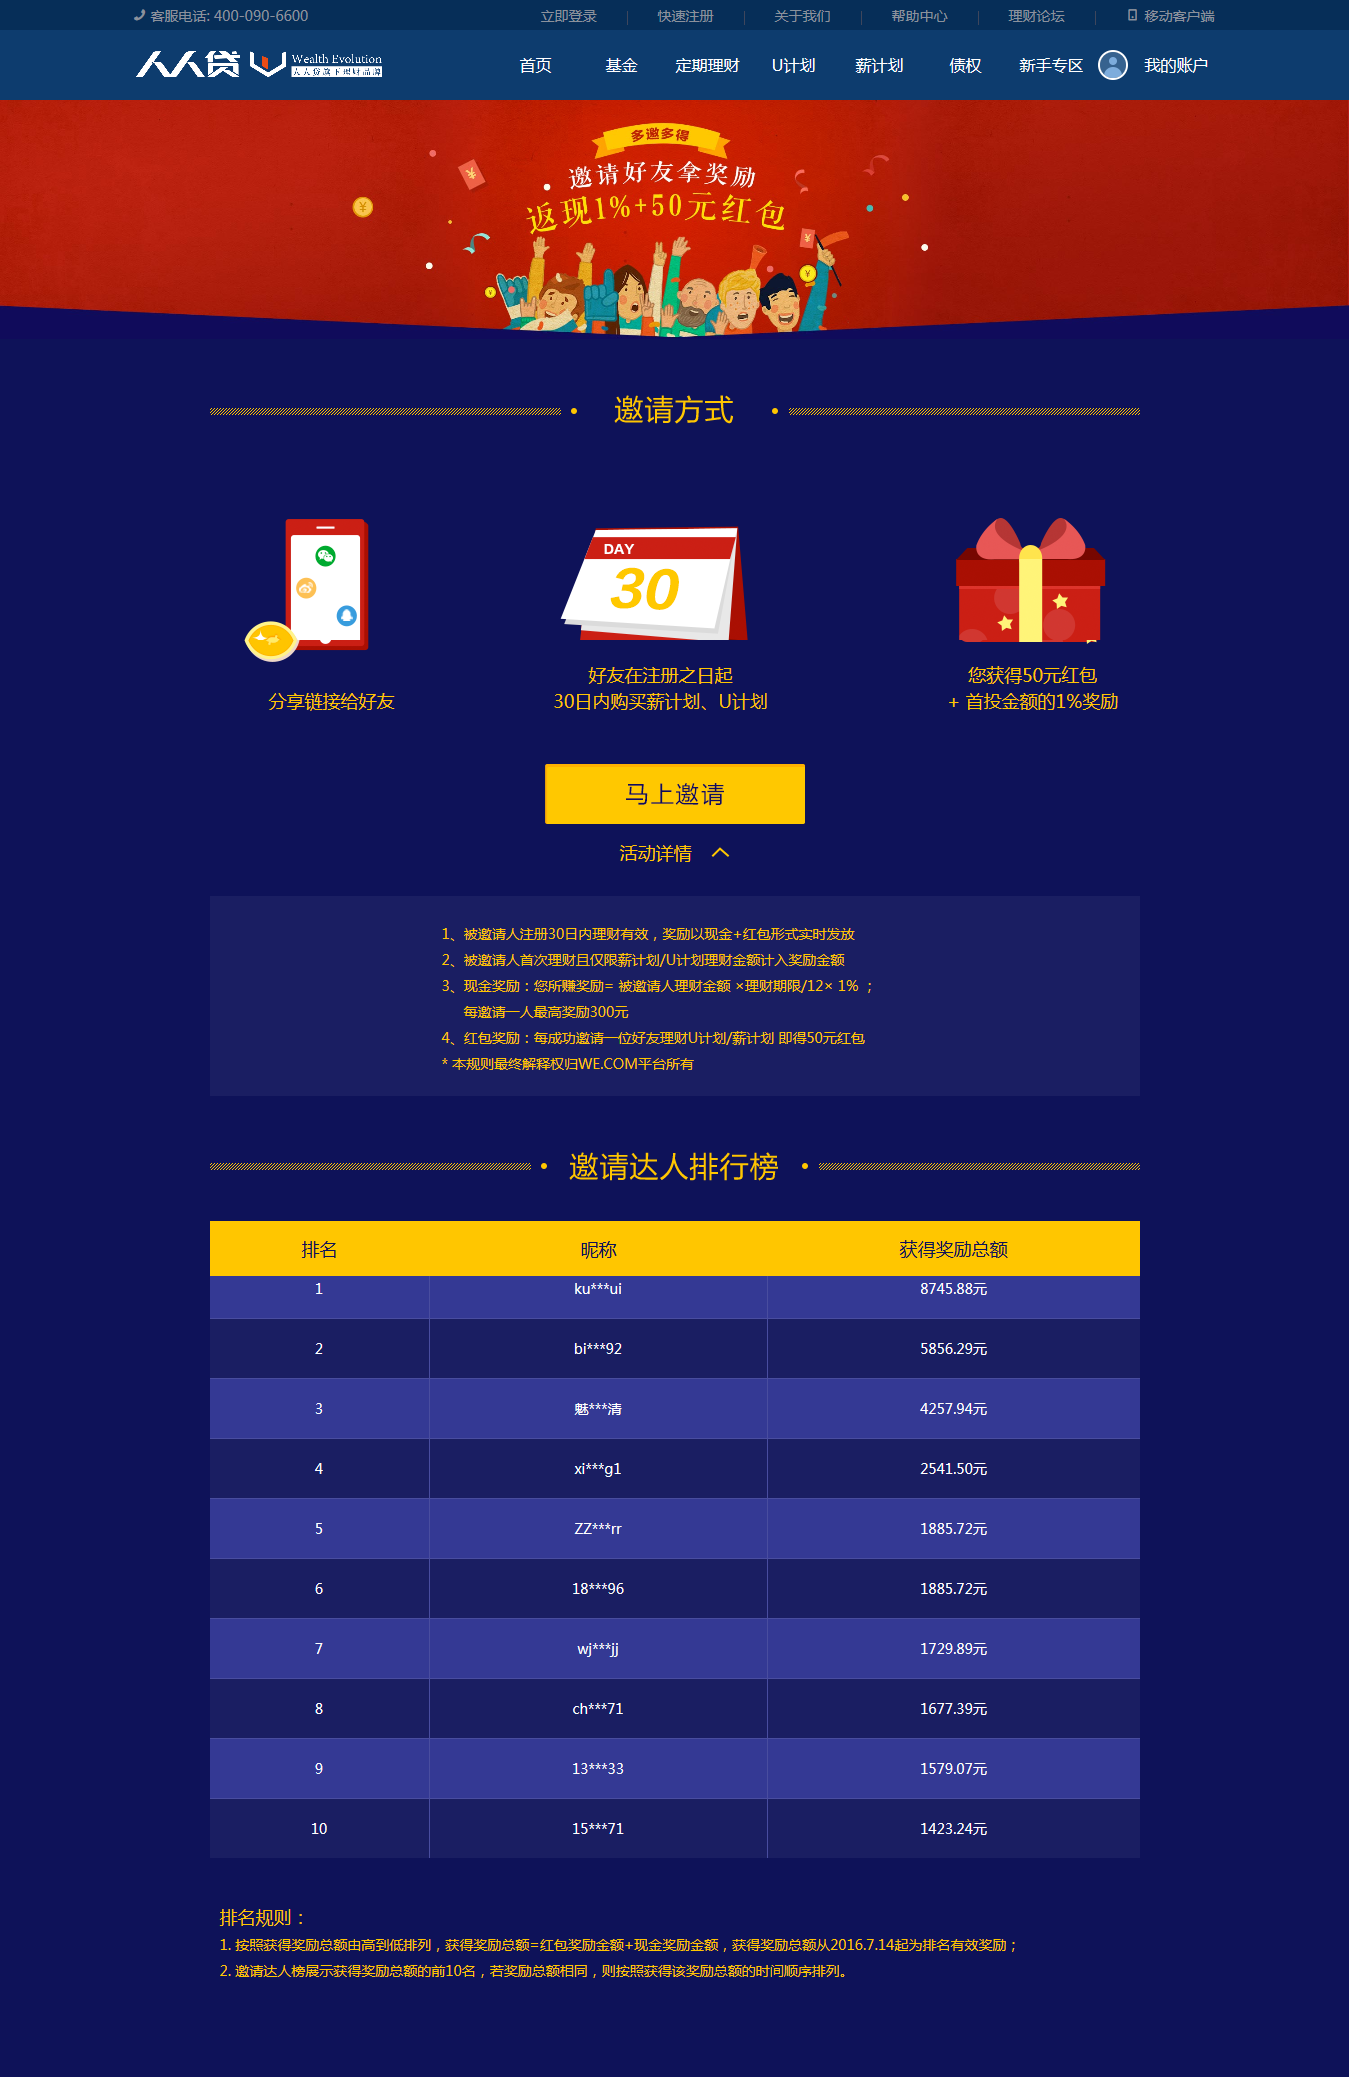 客服电话: 400-090-6600
立即登录
快速注册
关于我们
帮助中心
理财论坛
移动客户端
人人贷 Wealth Evolution
人人贷旗下理财品牌
首页
基金
定期理财
U计划
薪计划
债权
新手专区
我的账户
多邀多得
邀请好友拿奖励
返现1%+50元红包
邀请方式
DAY
30
分享链接给好友
好友在注册之日起
30日内购买薪计划、U计划
您获得50元红包
+ 首投金额的1%奖励
马上邀请
活动详情
1、被邀请人注册30日内理财有效，奖励以现金+红包形式实时发放
2、被邀请人首次理财且仅限薪计划/U计划理财金额计入奖励金额
3、现金奖励：您所赚奖励= 被邀请人理财金额 ×理财期限/12× 1% ；
每邀请一人最高奖励300元
4、红包奖励：每成功邀请一位好友理财U计划/薪计划 即得50元红包
* 本规则最终解释权归WE.COM平台所有
邀请达人排行榜
排名 昵称 获得奖励总额
1 ku***ui 8745.88元
2 bi***92 5856.29元
3 魅***清 4257.94元
4 xi***g1 2541.50元
5 ZZ***rr 1885.72元
6 18***96 1885.72元
7 wj***jj 1729.89元
8 ch***71 1677.39元
9 13***33 1579.07元
10 15***71 1423.24元
排名规则：
1. 按照获得奖励总额由高到低排列，获得奖励总额=红包奖励金额+现金奖励金额，获得奖励总额从2016.7.14起为排名有效奖励；
2. 邀请达人榜展示获得奖励总额的前10名，若奖励总额相同，则按照获得该奖励总额的时间顺序排列。